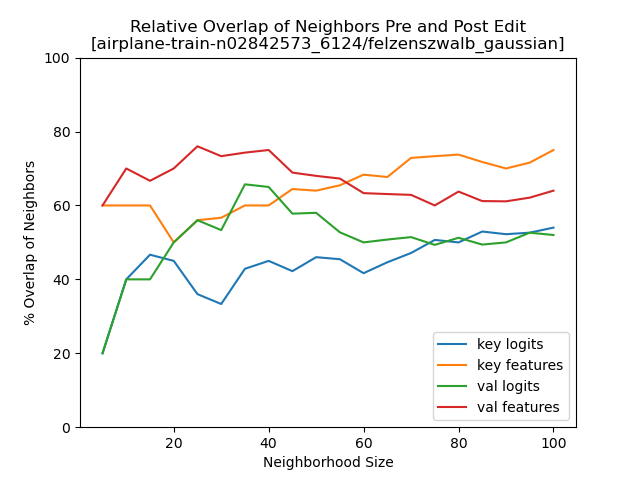 Relative Overlap of Neighbors Pre and Post Edit
[airplane-train-n02842573_6124/felzenszwalb_gaussian]
100
80
60
40
20
0
% Overlap of Neighbors
20 40 60 80 100
Neighborhood Size
key logits
key features
val logits
val features